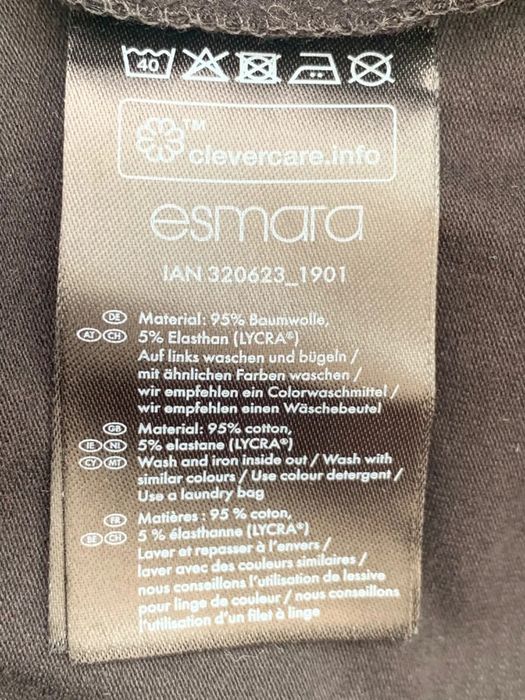 40
™
clevercare.info
esmara
IAN 320623_1901
DE Material: 95% Baumwolle,
AT CH 5% Elasthan (LYCRA®)
Auf links waschen und bügeln /
mit ähnlichen Farben waschen /
wir empfehlen ein Colorwaschmittel /
wir empfehlen einen Wäschebeutel
GB Material: 95% cotton,
IE NI 5% elastane (LYCRA®)
CY MT Wash and iron inside out / Wash with
similar colours / Use colour detergent /
Use a laundry bag
FR Matières : 95 % coton,
BE CH 5 % élasthanne (LYCRA®)
Laver et repasser à l'envers /
laver avec des couleurs similaires /
nous conseillons l'utilisation de lessive
pour linge de couleur / nous conseillons
l'utilisation d'un filet à linge